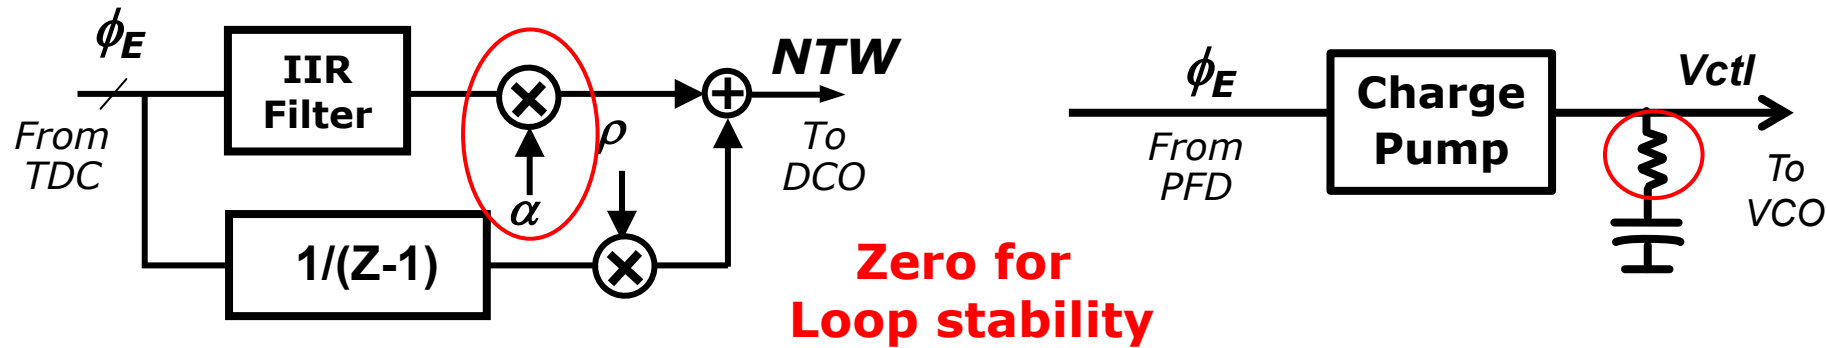 ϕE
IIR
Filter
From
TDC
α
ρ
1/(Z-1)
NTW
To
DCO
Zero for
Loop stability
ϕE
From
PFD
Charge
Pump
Vctl
To
VCO